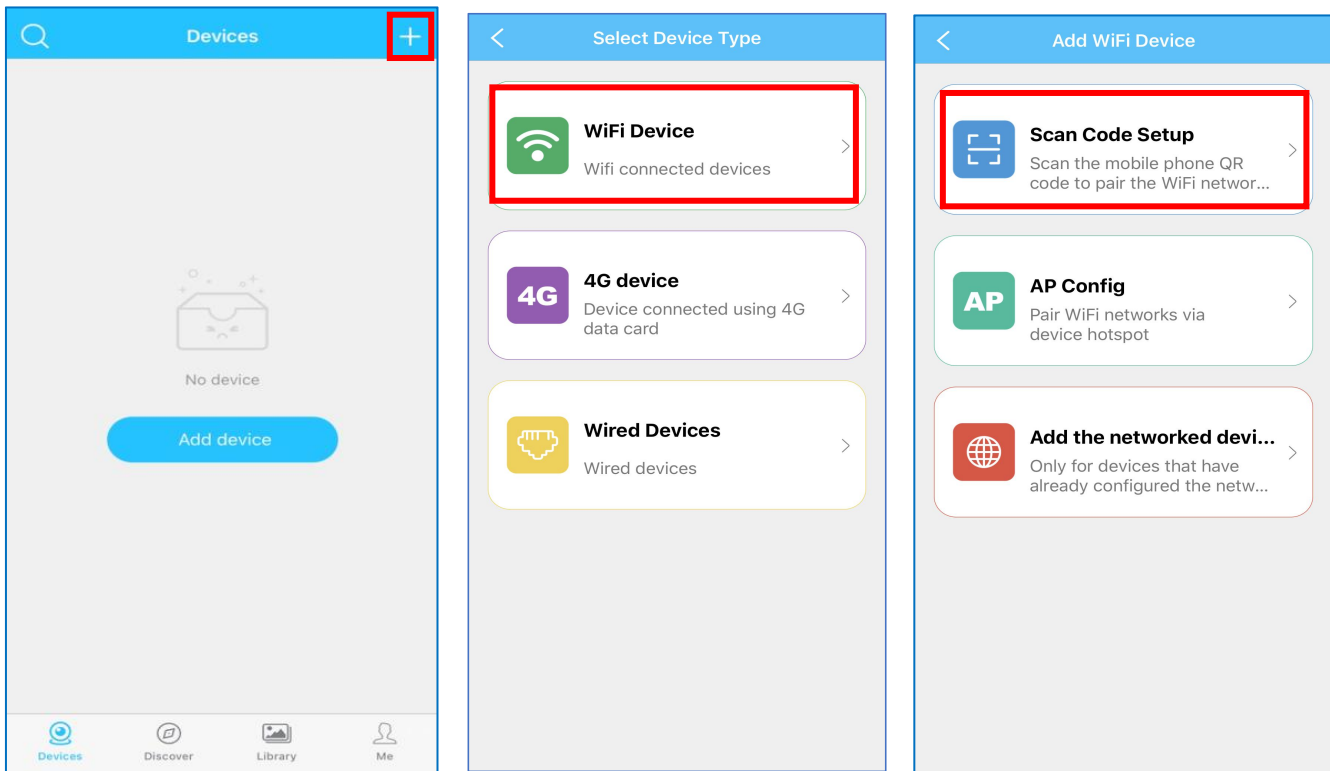 Devices
No device
Add device
Devices
Discover
Library
Me
Select Device Type
WiFi Device
Wifi connected devices
4G
4G device
Device connected using 4G
data card
Wired Devices
Wired devices
Add WiFi Device
Scan Code Setup
Scan the mobile phone QR
code to pair the WiFi networ...
AP
AP Config
Pair WiFi networks via
device hotspot
Add the networked devi...
Only for devices that have
already configured the netw...